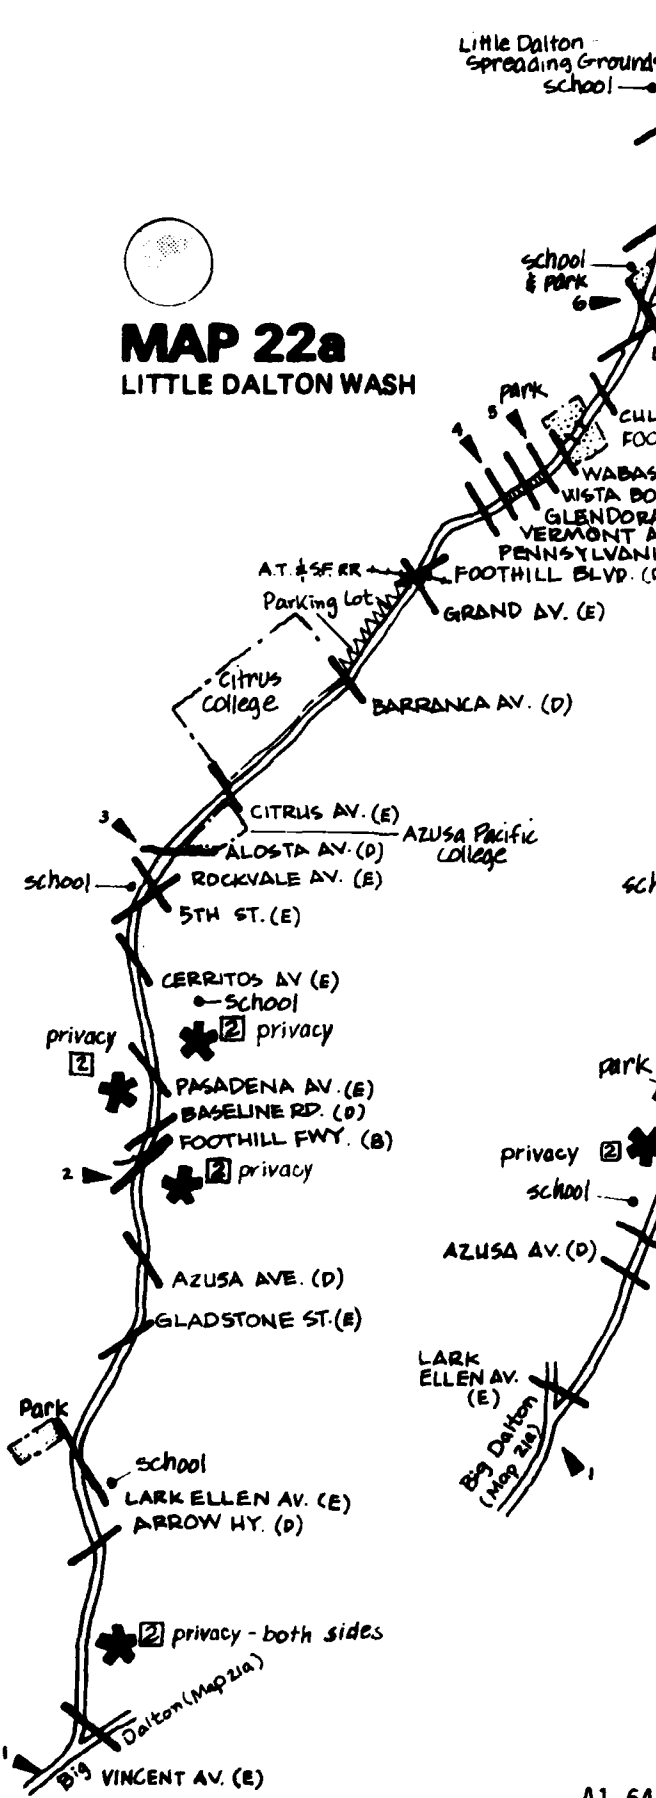 Little Dalton
Spreading Ground
school
school
& park
6
MAP 22a
LITTLE DALTON WASH
park
5
4
CUL
FOO
WABAS
VISTA BO
GLENDORA
VERMONT A
PENNSYLVANI
A.T. & S.F. RR
FOOTHILL BLVD. (
Parking Lot
GRAND AV. (E)
Citrus
College
BARRANCA AV. (D)
CITRUS AV. (E)
3
AZUSA Pacific
college
ALOSTA AV. (D)
school
ROCKVALE AV. (E)
sch
5TH ST. (E)
CERRITOS AV (E)
school
privacy
2
2 privacy
park
PASADENA AV. (E)
BASELINE RD. (D)
FOOTHILL FWY. (B)
privacy 2
2
2 privacy
school
AZUSA AV. (D)
AZUSA AVE. (D)
GLADSTONE ST. (E)
LARK
ELLEN AV.
(E)
Park
Big Dalton
(Map 21a)
school
1
LARK ELLEN AV. (E)
ARROW HY. (D)
2 privacy - both sides
Big Dalton (Map 21a)
1
VINCENT AV. (E)